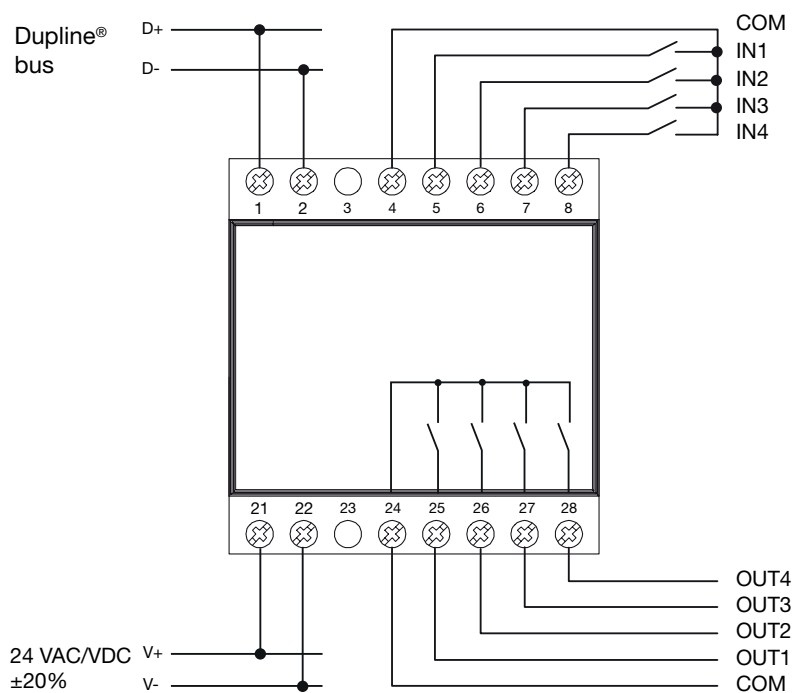 Dupline®
bus
D+
D-
COM
IN1
IN2
IN3
IN4
1 2 3 4 5 6 7 8
21 22 23 24 25 26 27 28
OUT4
OUT3
OUT2
OUT1
COM
24 VAC/VDC
±20%
V+
V-